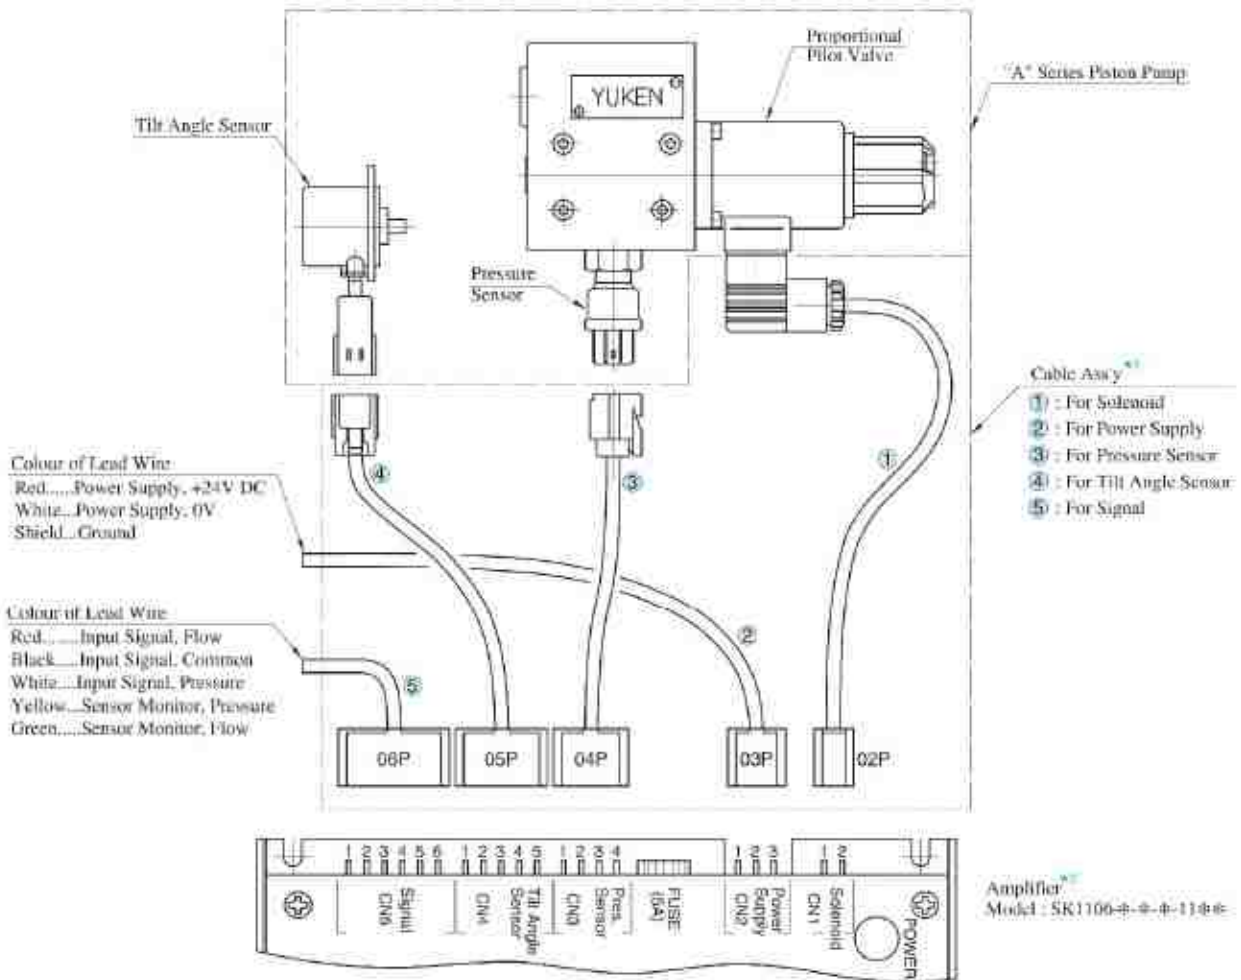 Proportional
Pilot Valve
"A" Series Piston Pump
YUKEN
Tilt Angle Sensor
Pressure
Sensor
Cable Ass'y
① : For Solenoid
② : For Power Supply
③ : For Pressure Sensor
④ : For Tilt Angle Sensor
⑤ : For Signal
①
④
③
Colour of Lead Wire
Red......Power Supply, +24V DC
White...Power Supply, 0V
Shield...Ground
Colour of Lead Wire
Red........Input Signal, Flow
Black.....Input Signal, Common
White....Input Signal, Pressure
Yellow...Sensor Monitor, Pressure
Green.....Sensor Monitor, Flow
②
⑤
06P
05P
04P
03P
02P
1 2 3 4 5 6
1 2 3 4 5
1 2 3 4
1 2 3
1 2
Signal
CN5
Tilt Angle
Sensor
CN4
Pres.
Sensor
CN3
FUSE
(5A)
Power
Supply
CN2
Solenoid
CN1
POWER
Amplifier
Model : SK1106-※-※-※-11※※